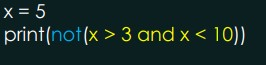 x = 5
print(not(x > 3 and x < 10))